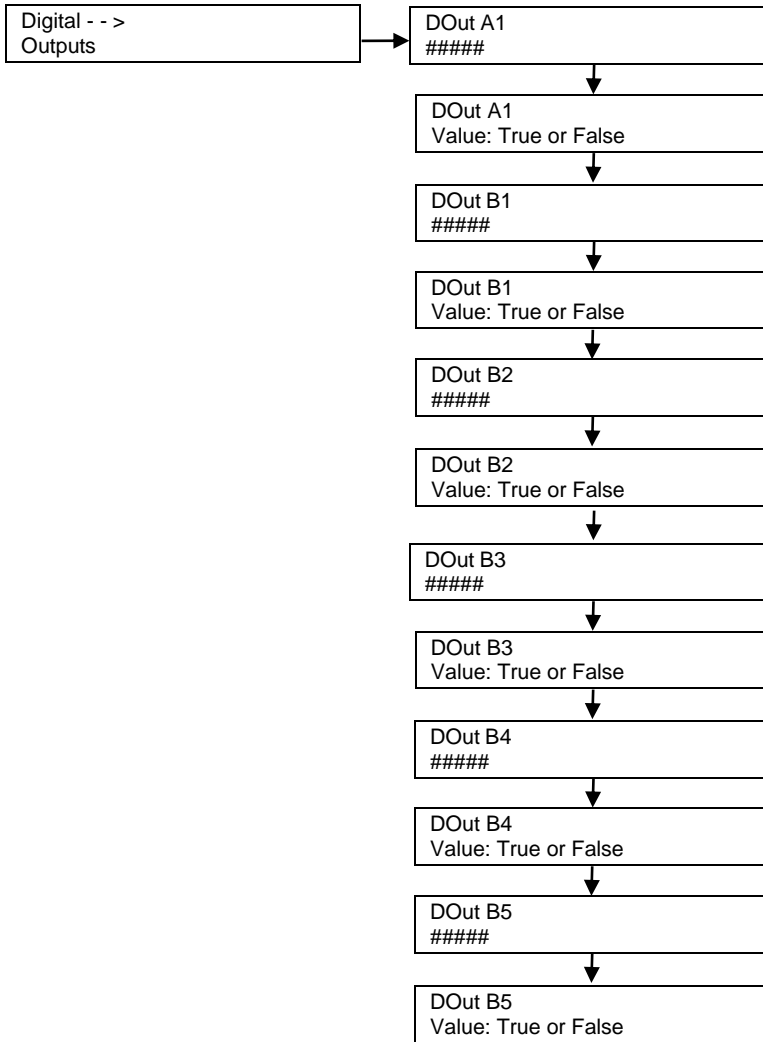 Digital - - >
Outputs
DOut A1
#####
DOut A1
Value: True or False
DOut B1
#####
DOut B1
Value: True or False
DOut B2
#####
DOut B2
Value: True or False
DOut B3
#####
DOut B3
Value: True or False
DOut B4
#####
DOut B4
Value: True or False
DOut B5
#####
DOut B5
Value: True or False